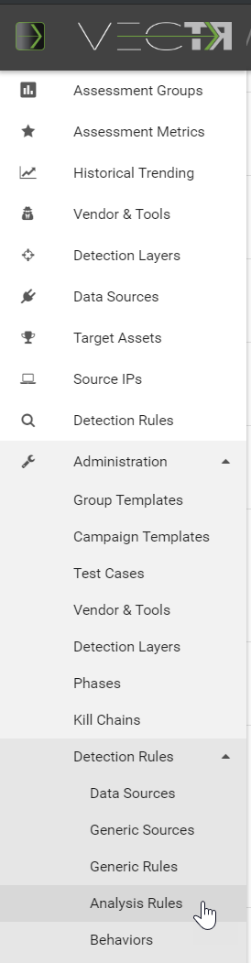 VECTR
Assessment Groups
Assessment Metrics
Historical Trending
Vendor & Tools
Detection Layers
Data Sources
Target Assets
Source IPs
Detection Rules
Administration
Group Templates
Campaign Templates
Test Cases
Vendor & Tools
Detection Layers
Phases
Kill Chains
Detection Rules
Data Sources
Generic Sources
Generic Rules
Analysis Rules
Behaviors